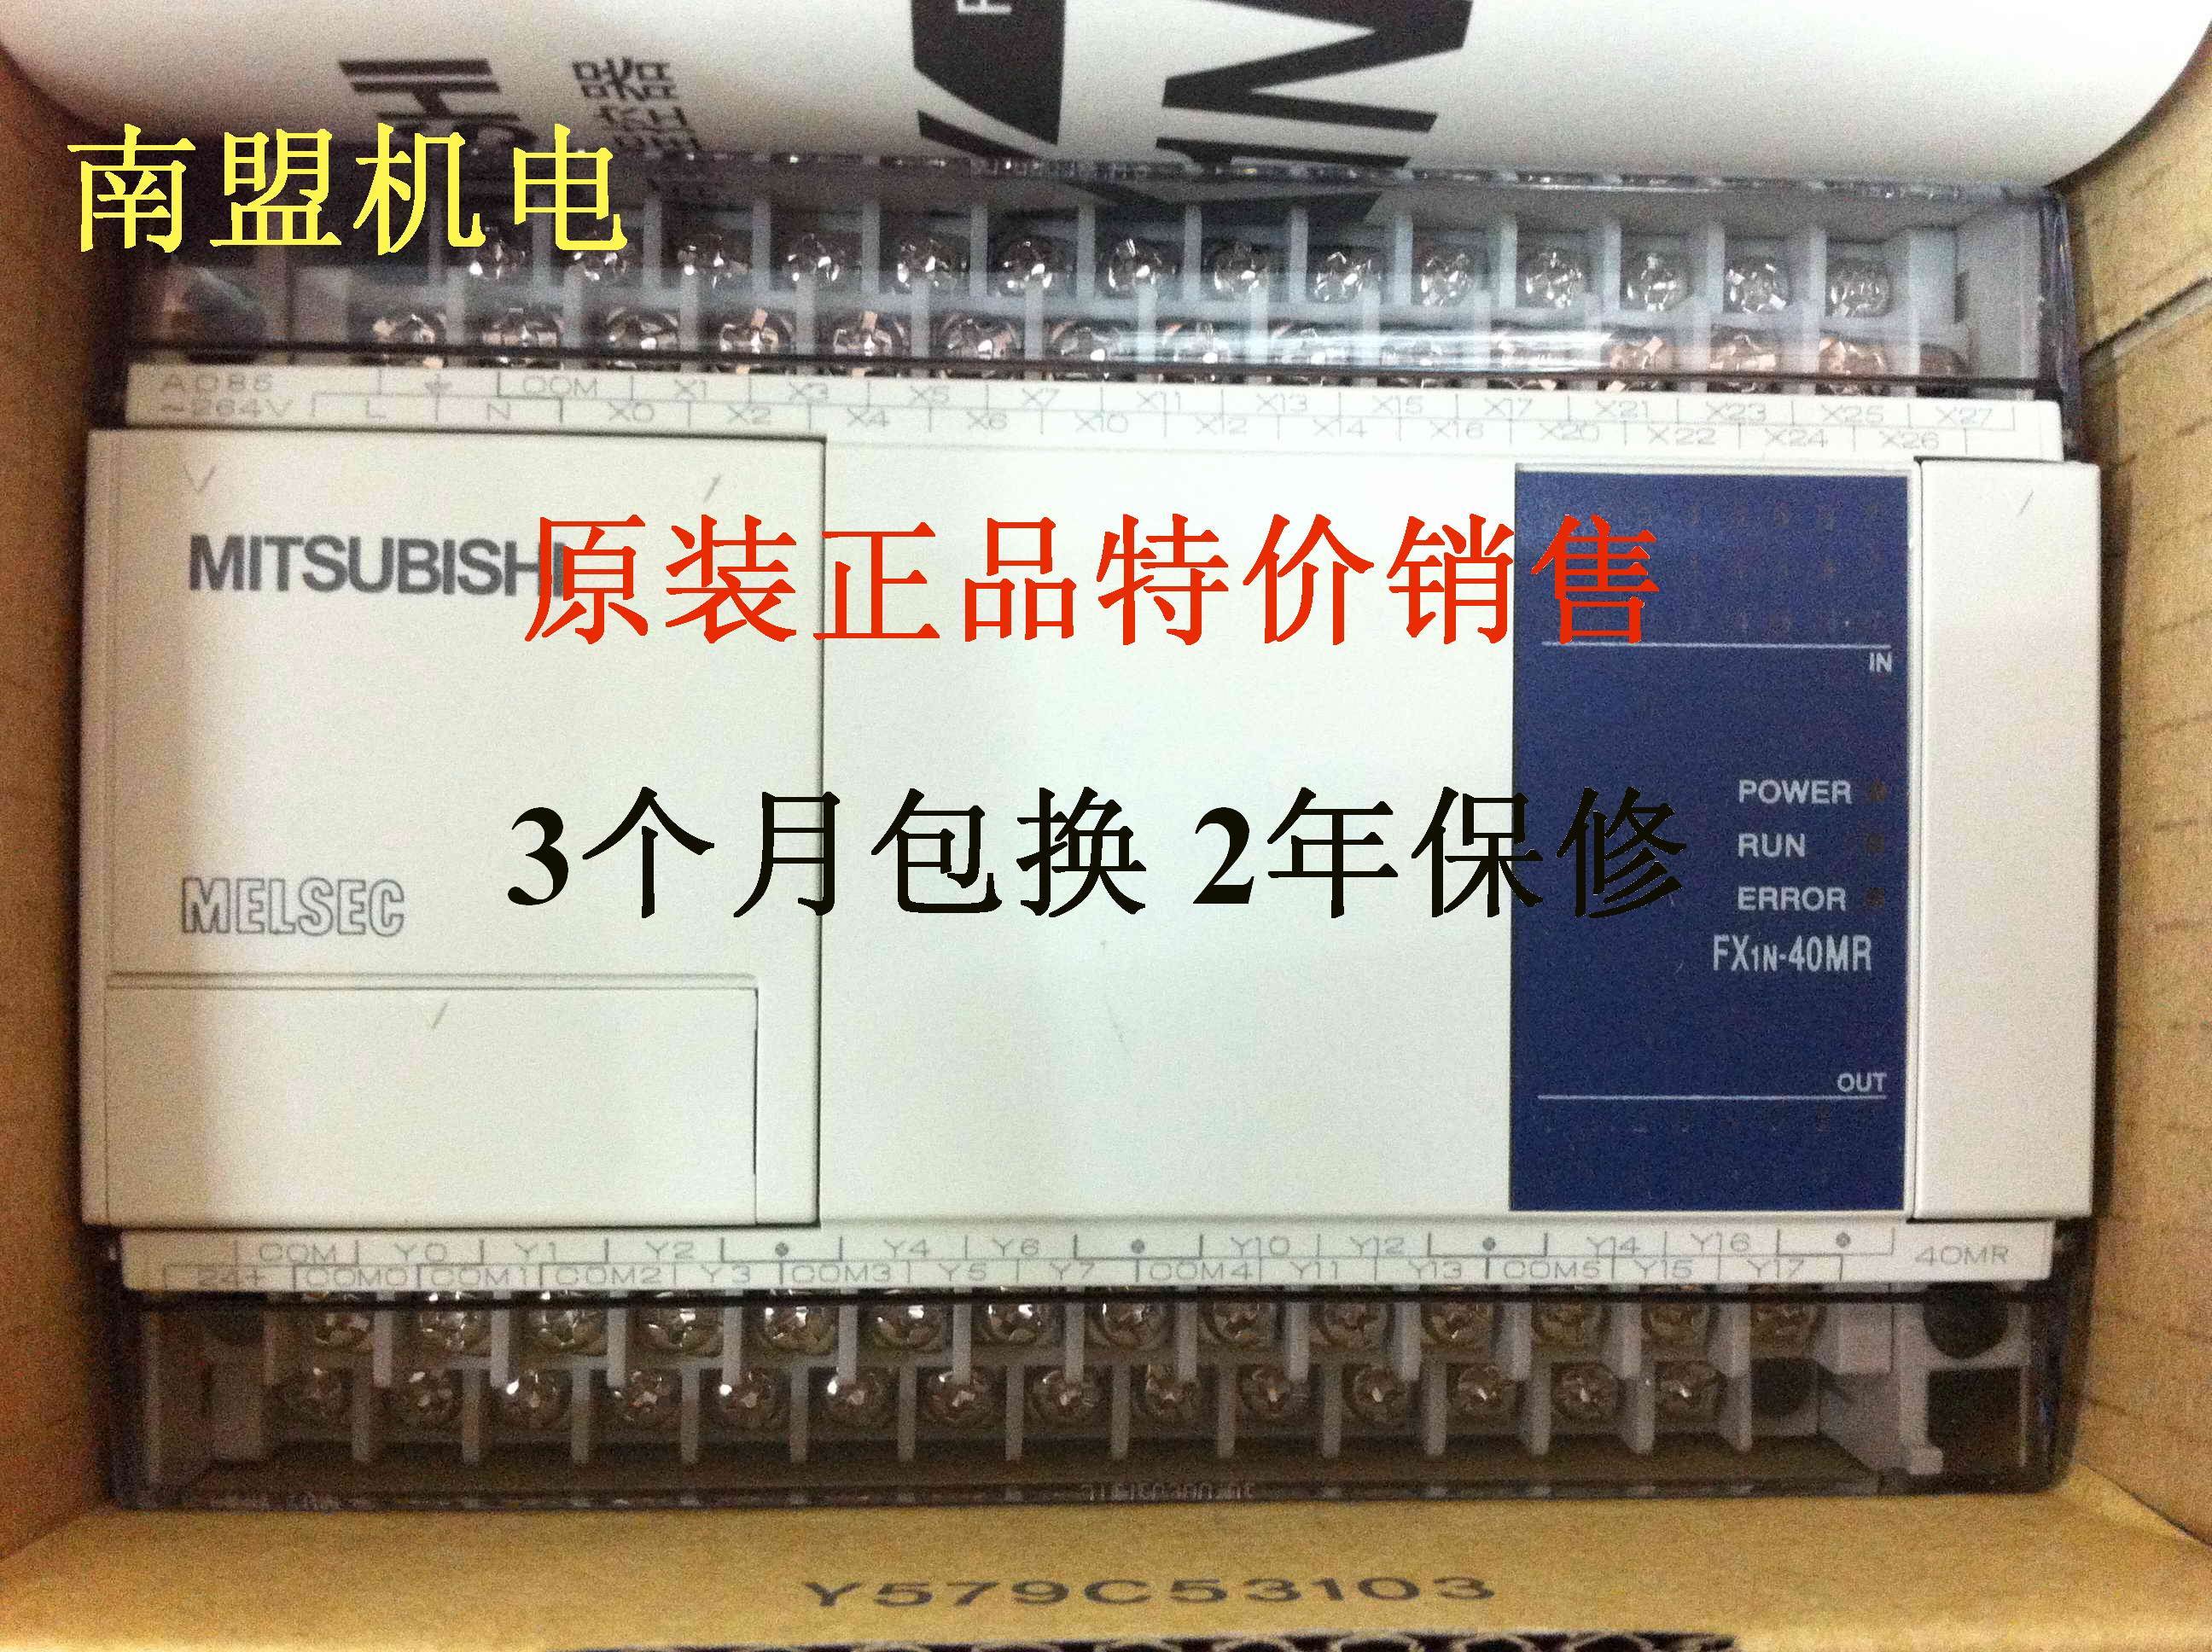 南盟机电
AC85
~264V L N
COM X1 X3 X5 X7 X11 X13 X15 X17 X21 X23 X25 X27
X0 X2 X4 X6 X10 X12 X14 X16 X20 X22 X24 X26
MITSUBISHI
原装正品特价销售
IN
3个月包换 2年保修
POWER
RUN
ERROR
MELSEC
FX1N-40MR
OUT
COM Y0 Y1 Y2 • Y4 Y6 • Y10 Y12 • Y14 Y16 •
24+ COM0 COM1 COM2 Y3 COM3 Y5 Y7 COM4 Y11 Y13 COM5 Y15 Y17
40MR
Y579C53103